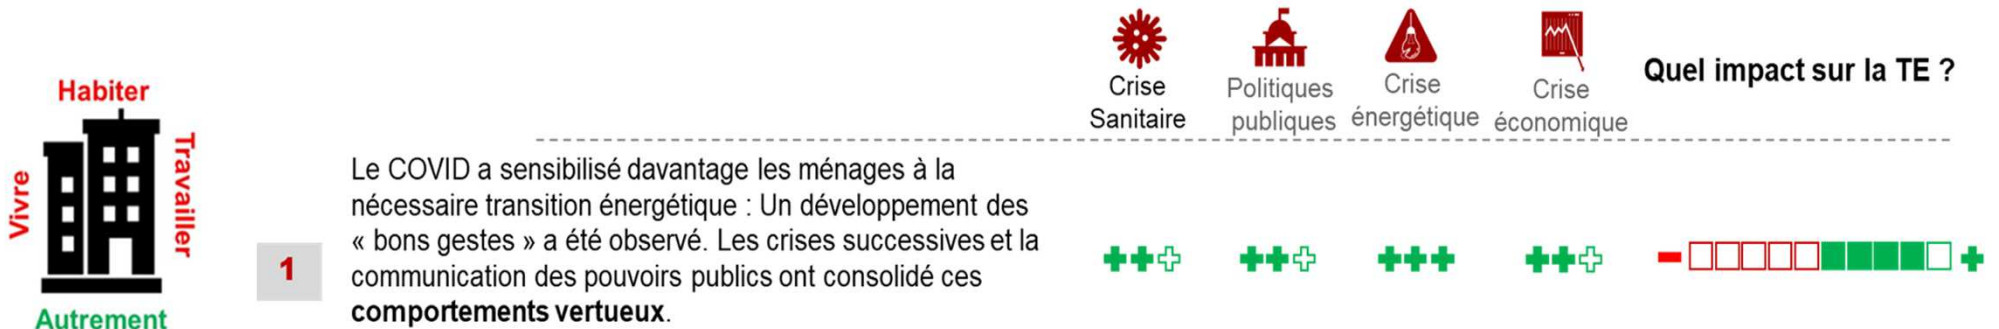 Habiter
Vivre
Travailler
Autrement
Crise
Sanitaire
Politiques
publiques
Crise
énergétique
Crise
économique
Quel impact sur la TE ?
1
Le COVID a sensibilisé davantage les ménages à la
nécessaire transition énergétique : Un développement des
« bons gestes » a été observé. Les crises successives et la
communication des pouvoirs publics ont consolidé ces
comportements vertueux.